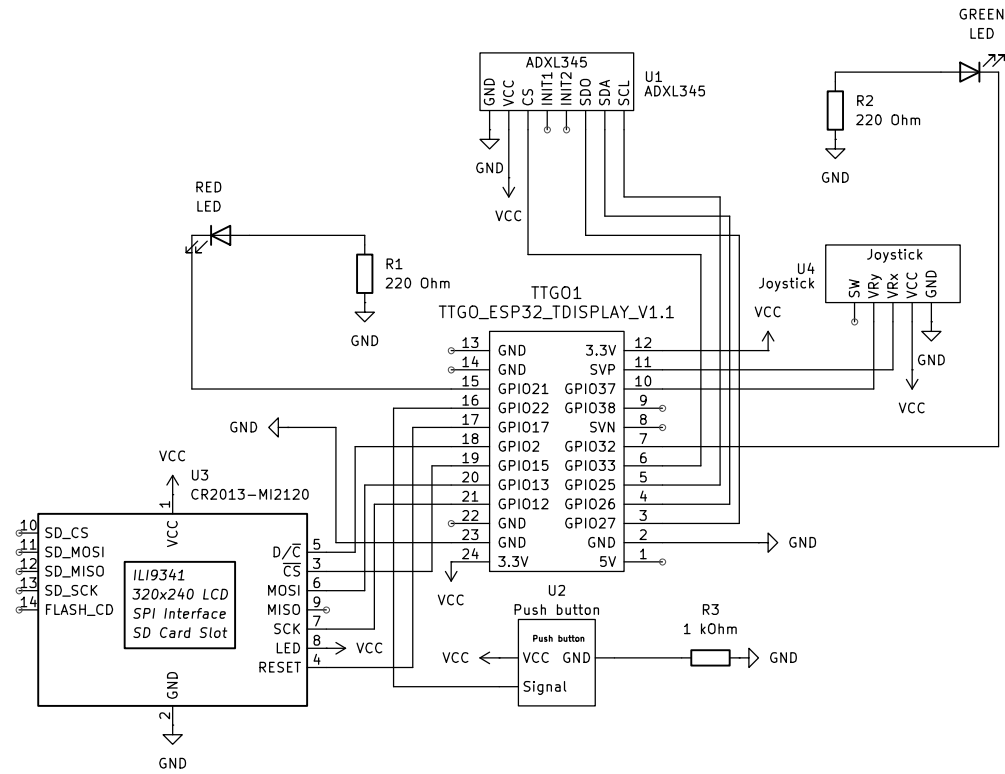 GREEN
LED
ADXL345
GND
VCC
CS
INIT1
INIT2
SDO
SDA
SCL
U1
ADXL345
R2
220 Ohm
GND
GND
VCC
RED
LED
R1
220 Ohm
GND
U4
Joystick
Joystick
SW
VRy
VRx
VCC
GND
GND
VCC
VCC
TTGO1
TTGO_ESP32_TDISPLAY_V1.1
13 GND 3.3V 12
14 GND SVP 11
15 GPIO21 GPIO37 10
16 GPIO22 GPIO38 9
17 GPIO17 SVN 8
18 GPIO2 GPIO32 7
19 GPIO15 GPIO33 6
20 GPIO13 GPIO25 5
21 GPIO12 GPIO26 4
22 GND GPIO27 3
23 GND GND 2
24 3.3V 5V 1
GND
GND
VCC
VCC
U3
CR2013-MI2120
1 VCC
10 SD_CS
11 SD_MOSI
12 SD_MISO
13 SD_SCK
14 FLASH_CD
ILI9341
320x240 LCD
SPI Interface
SD Card Slot
D/C 5
CS 3
MOSI 6
MISO 9
SCK 7
LED 8
RESET 4
VCC
GND
2
GND
U2
Push button
Push button
VCC GND
Signal
VCC
R3
1 kOhm
GND